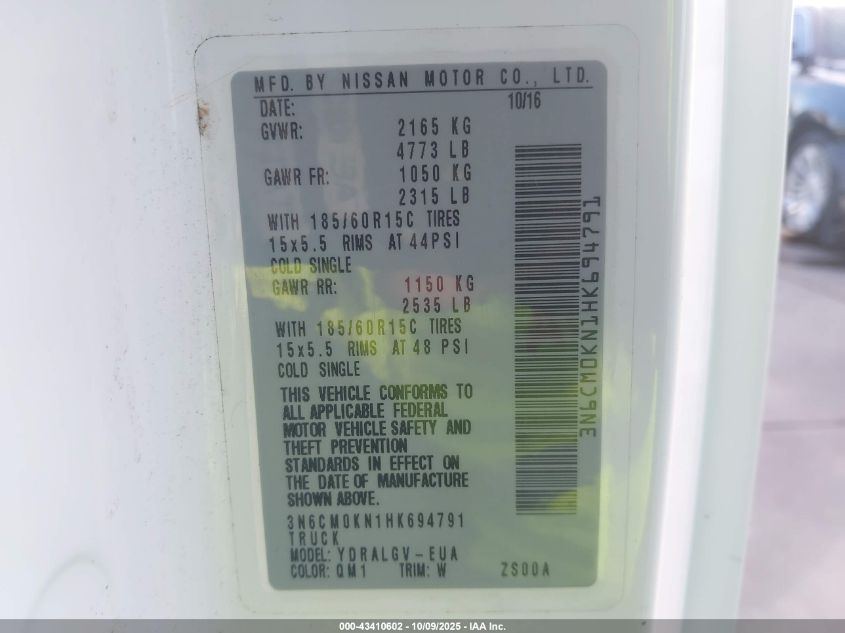 MFD. BY NISSAN MOTOR CO., LTD.
DATE: 10/16
GVWR: 2165 KG
4773 LB
GAWR FR: 1050 KG
2315 LB
WITH 185/60R15C TIRES
15x5.5 RIMS AT 44PSI
COLD SINGLE
GAWR RR: 1150 KG
2535 LB
WITH 185/60R15C TIRES
15x5.5 RIMS AT 48 PSI
COLD SINGLE
THIS VEHICLE CONFORMS TO
ALL APPLICABLE FEDERAL
MOTOR VEHICLE SAFETY AND
THEFT PREVENTION
STANDARDS IN EFFECT ON
THE DATE OF MANUFACTURE
SHOWN ABOVE.
3N6CM0KN1HK694791
TRUCK
MODEL: YDRALGV-EUA
COLOR: QM1 TRIM: W ZS00A
3N6CM0KN1HK694791
000-43410602 - 10/09/2025 - IAA Inc.